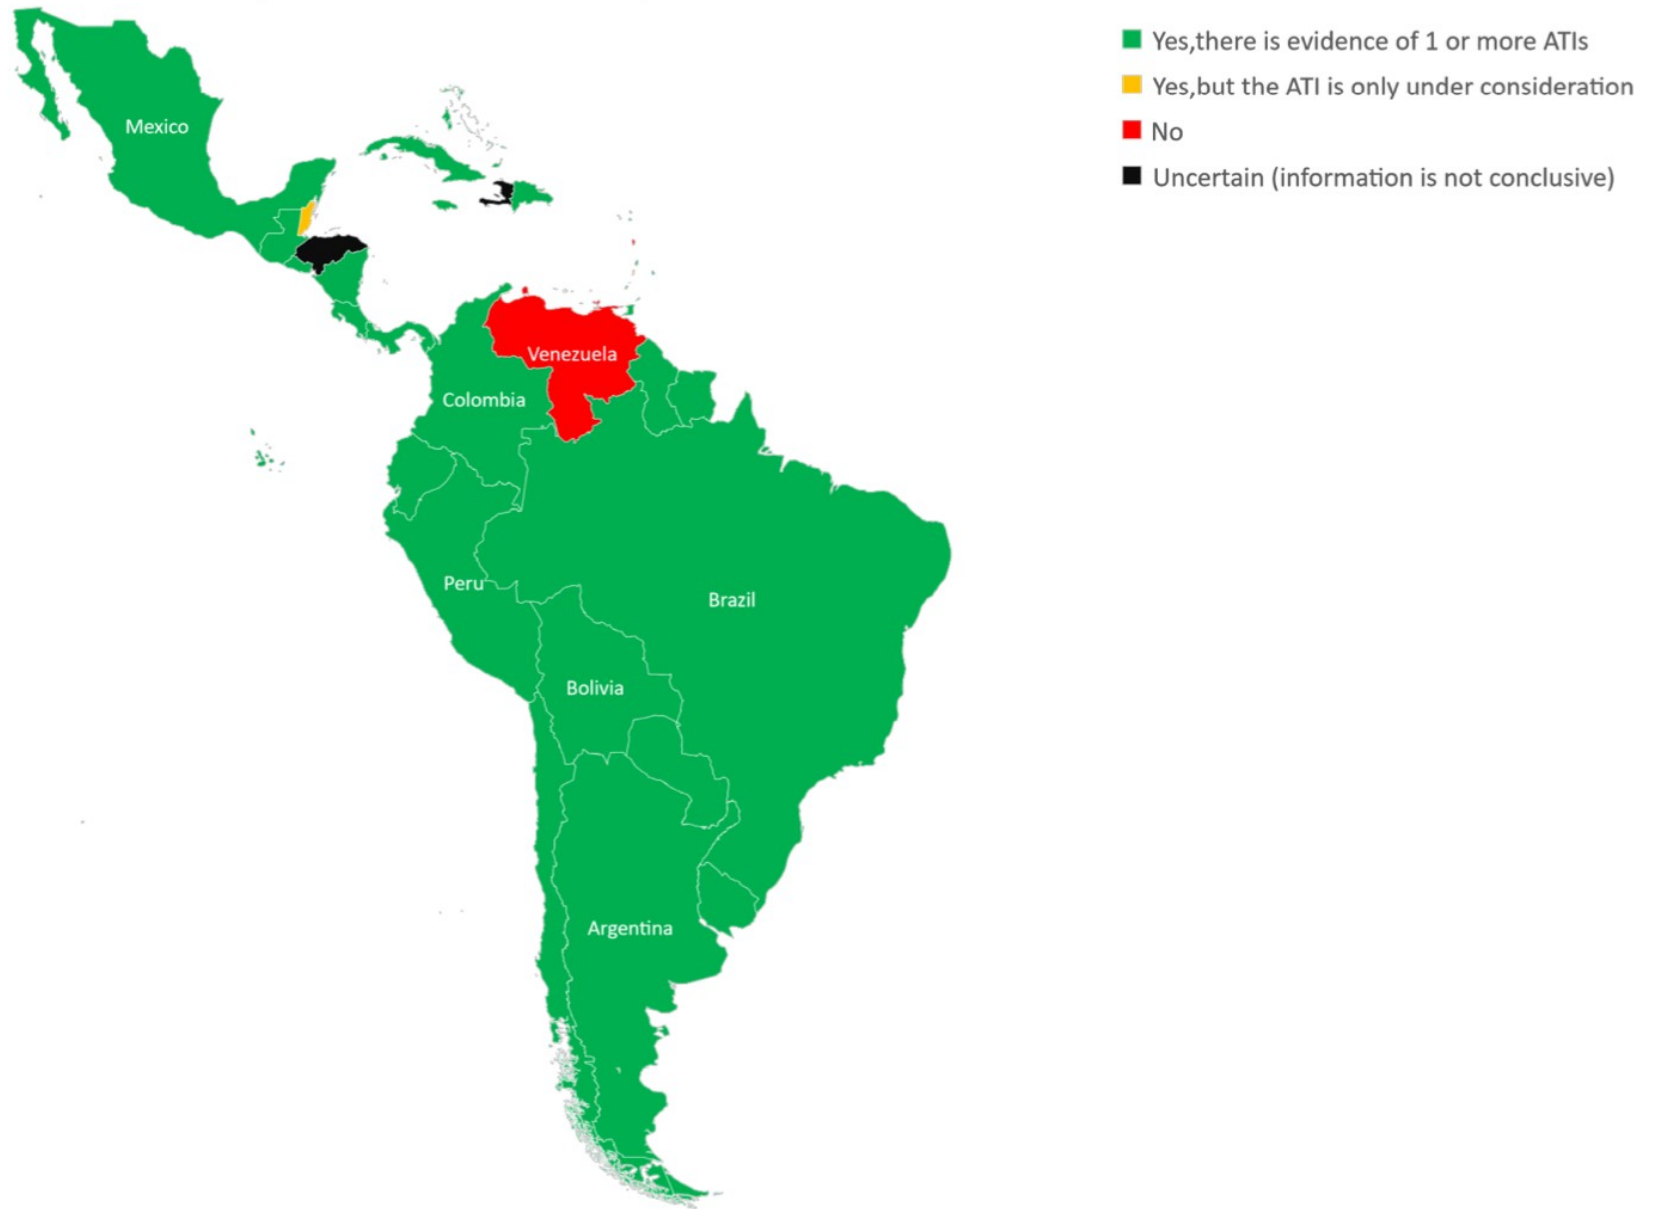 Yes,there is evidence of 1 or more ATIs
Yes,but the ATI is only under consideration
No
Uncertain (information is not conclusive)
Mexico
Venezuela
Colombia
Peru
Brazil
Bolivia
Argentina